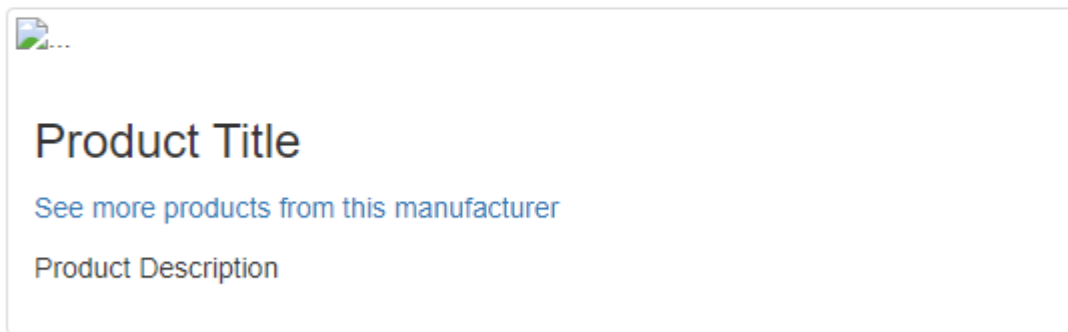 ...
Product Title
See more products from this manufacturer
Product Description